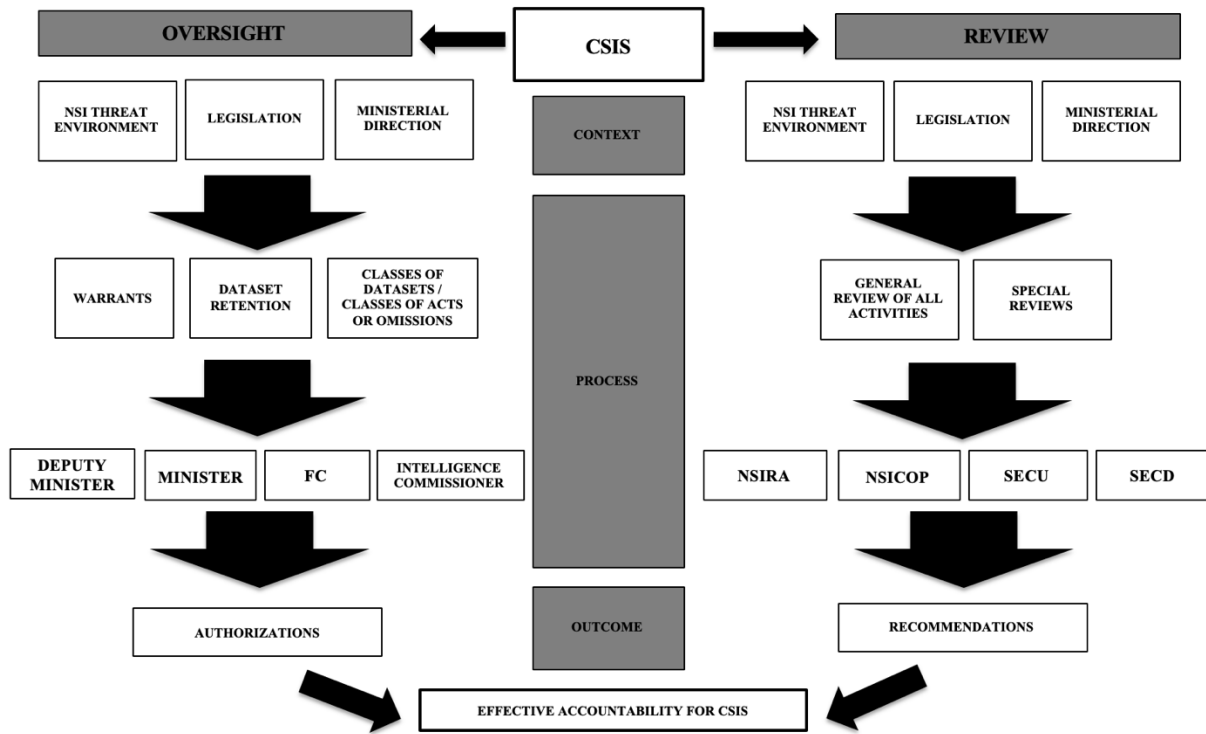 OVERSIGHT
CSIS
REVIEW
NSI THREAT
ENVIRONMENT
LEGISLATION
MINISTERIAL
DIRECTION
CONTEXT
NSI THREAT
ENVIRONMENT
LEGISLATION
MINISTERIAL
DIRECTION
WARRANTS
DATASET
RETENTION
CLASSES OF
DATASETS /
CLASSES OF ACTS
OR OMISSIONS
PROCESS
GENERAL
REVIEW OF ALL
ACTIVITIES
SPECIAL
REVIEWS
DEPUTY
MINISTER
MINISTER
FC
INTELLIGENCE
COMMISSIONER
NSIRA
NSICOP
SECU
SECD
AUTHORIZATIONS
OUTCOME
RECOMMENDATIONS
EFFECTIVE ACCOUNTABILITY FOR CSIS